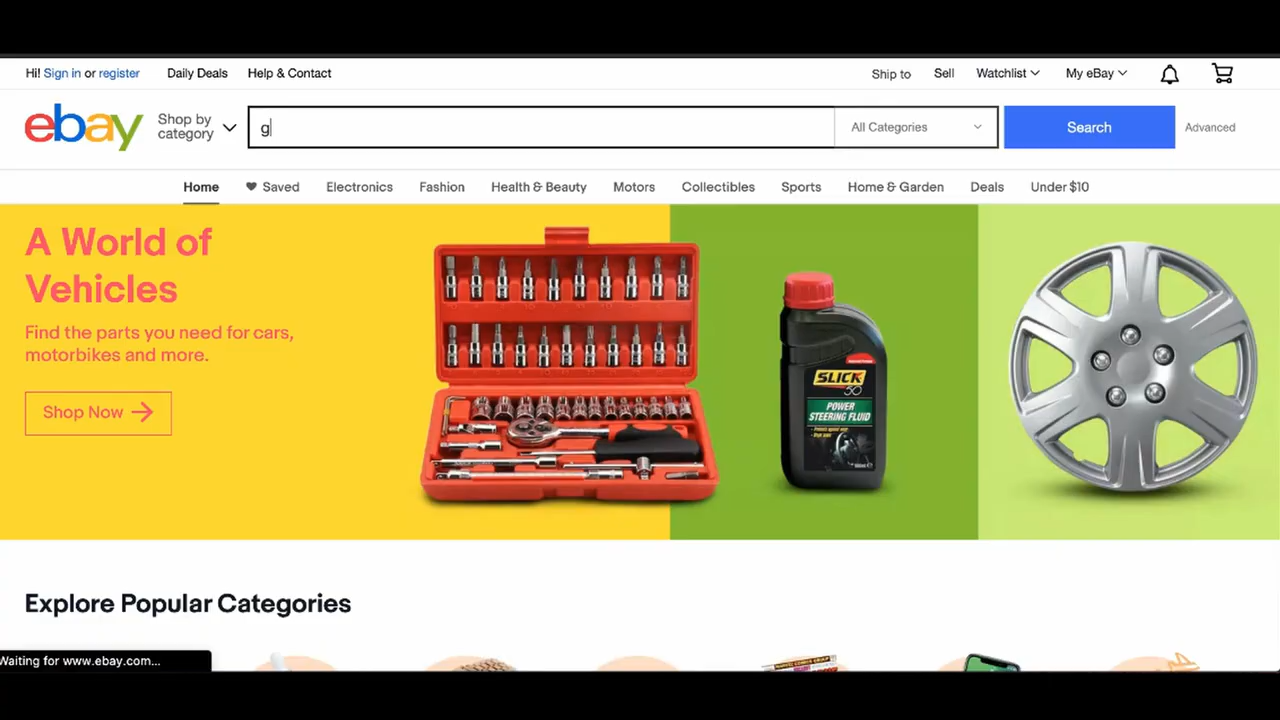 Hi! Sign in or register Daily Deals Help & Contact Ship to Sell Watchlist My eBay
ebay
Shop by
category
g
All Categories
Search
Advanced
Home Saved Electronics Fashion Health & Beauty Motors Collectibles Sports Home & Garden Deals Under $10
A World of
Vehicles
Find the parts you need for cars,
motorbikes and more.
Shop Now
SLICK
50
POWER
STEERING FLUID
Explore Popular Categories
Waiting for www.ebay.com...